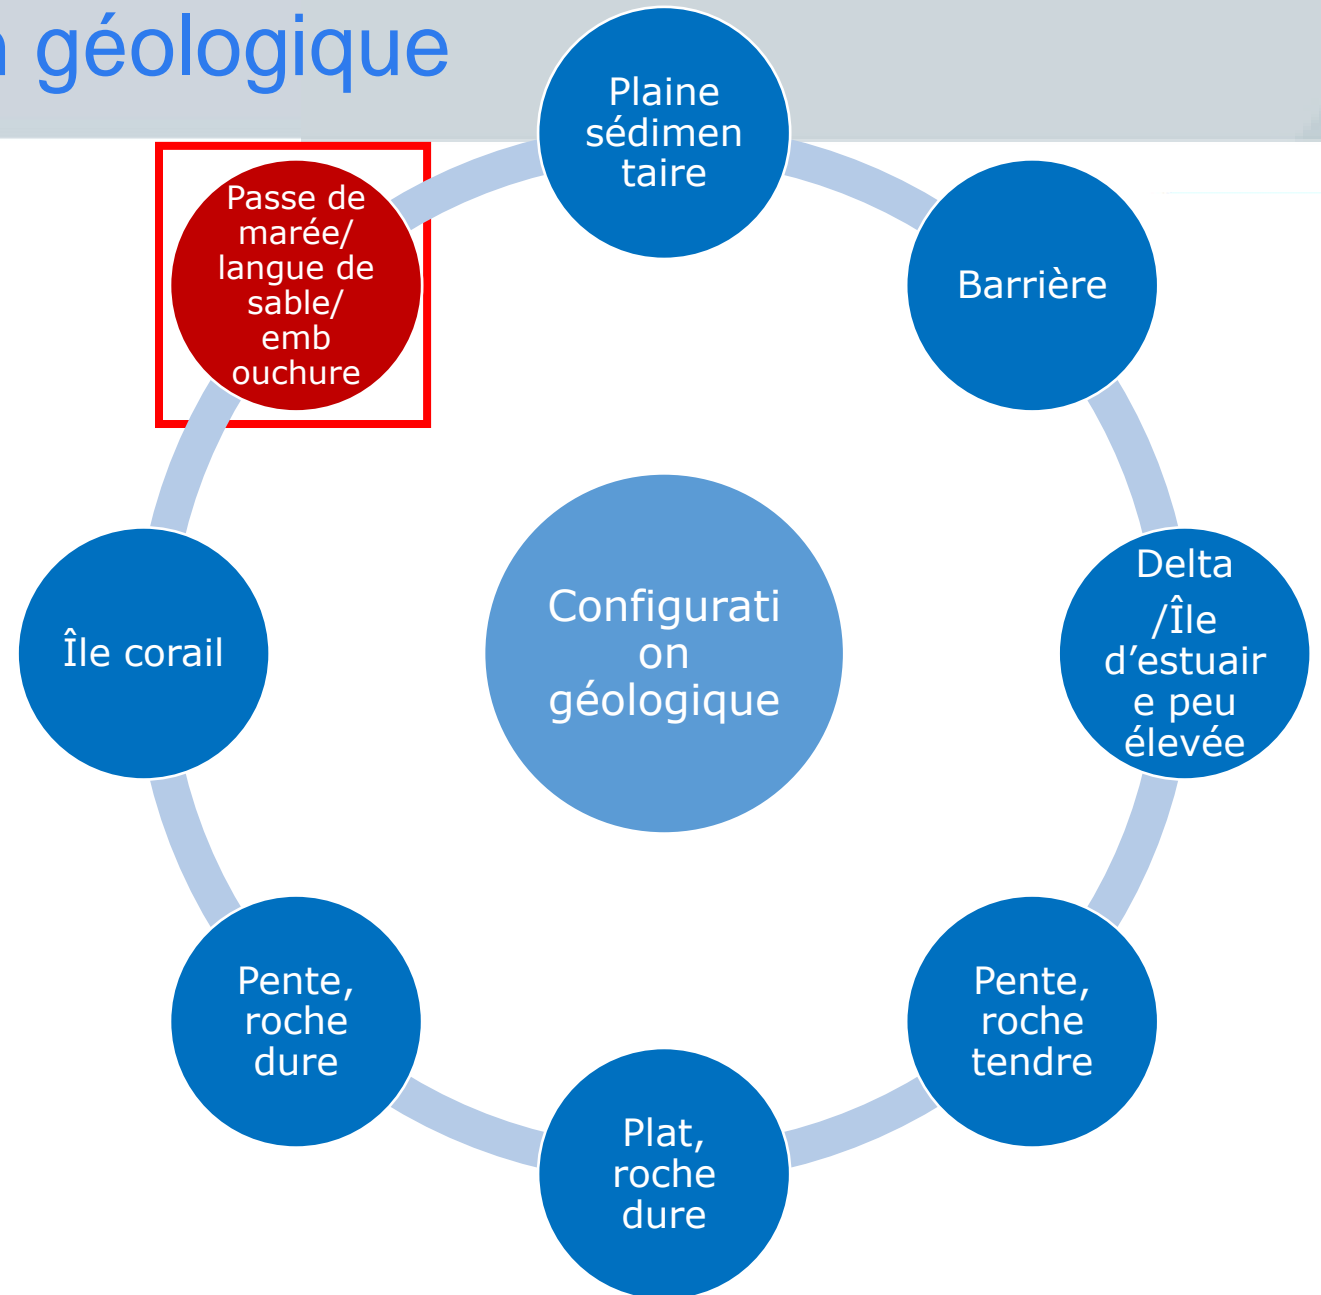 n géologique
Plaine
sédimen
taire
Passe de
marée/
langue de
sable/
emb
ouchure
Barrière
Configurati
on
géologique
Île corail
Delta
/Île
d’estuair
e peu
élevée
Pente,
roche
dure
Pente,
roche
tendre
Plat,
roche
dure